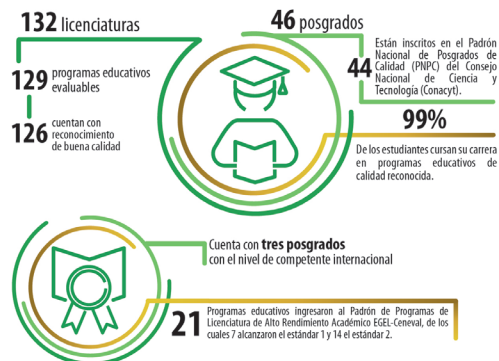 132 licenciaturas
129 programas educativos
evaluables
126 cuentan con
reconocimiento
de buena calidad
46 posgrados
44 Están inscritos en el Padrón
Nacional de Posgrados de
Calidad (PNPC) del Consejo
Nacional de Ciencia y
Tecnología (Conacyt).
99%
De los estudiantes cursan su carrera
en programas educativos de
calidad reconocida.
Cuenta con tres posgrados
con el nivel de competente internacional
21 Programas educativos ingresaron al Padrón de Programas de
Licenciatura de Alto Rendimiento Académico EGEL-Ceneval, de los
cuales 7 alcanzaron el estándar 1 y 14 el estándar 2.